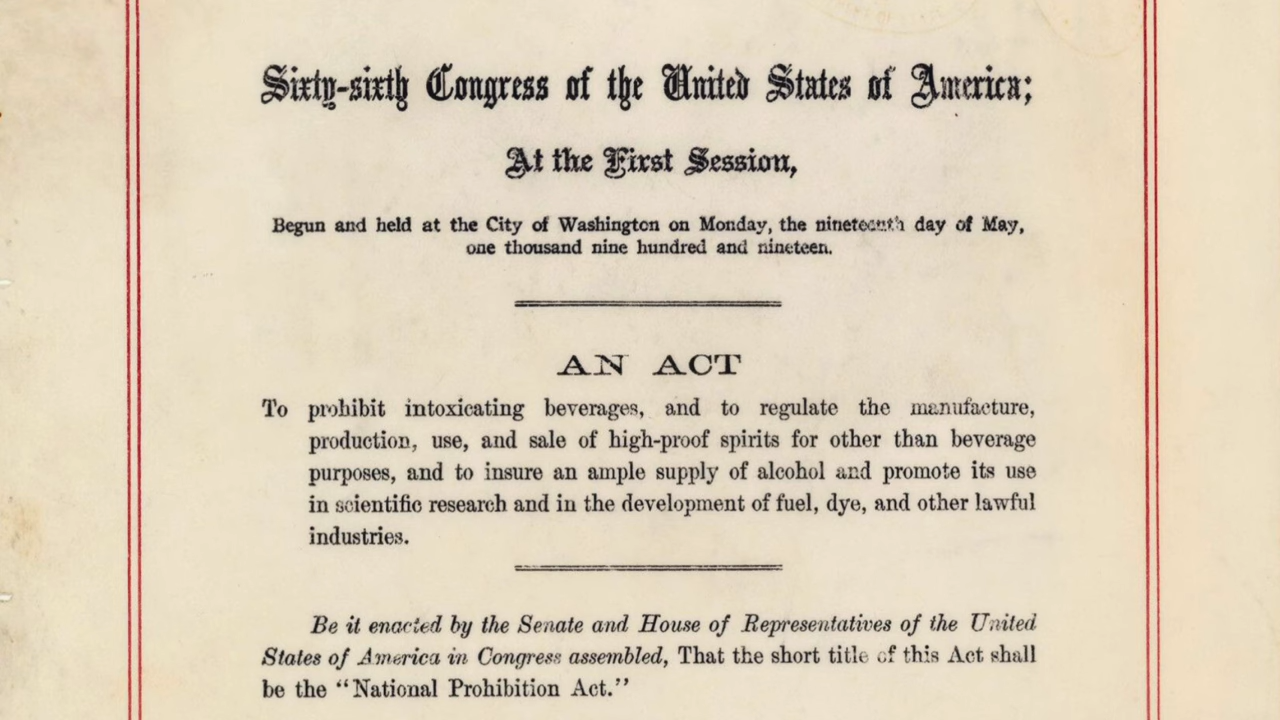 Sixty-sixth Congress of the United States of America;
At the First Session,
Begun and held at the City of Washington on Monday, the nineteenth day of May,
one thousand nine hundred and nineteen.
AN ACT
To prohibit intoxicating beverages, and to regulate the manufacture,
production, use, and sale of high-proof spirits for other than beverage
purposes, and to insure an ample supply of alcohol and promote its use
in scientific research and in the development of fuel, dye, and other lawful
industries.
Be it enacted by the Senate and House of Representatives of the United
States of America in Congress assembled, That the short title of this Act shall
be the “National Prohibition Act.”